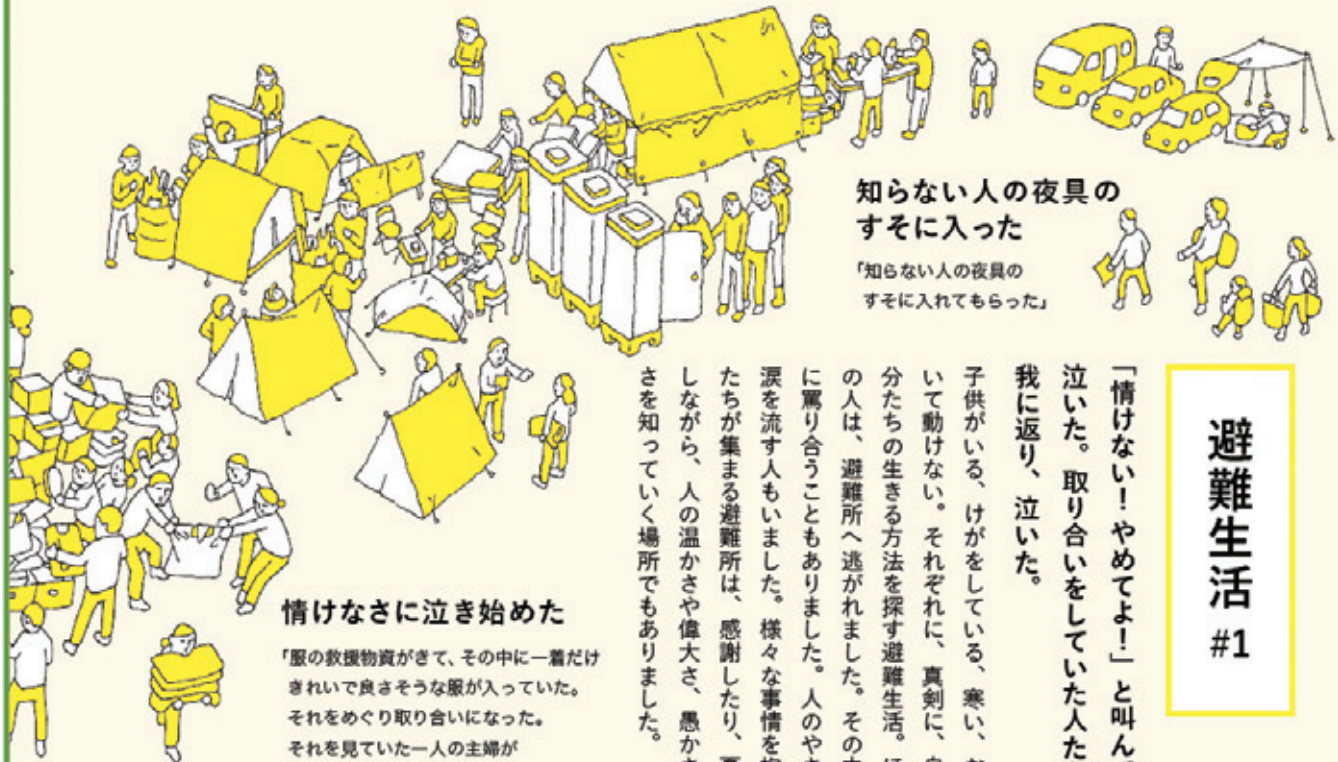 避難生活 #1
「情けない！やめてよ！」と叫ん
泣いた。取り合いをしていた人た
我に返り、泣いた。
子供がいる、けがをしている、寒い、
いて動けない。それぞれに、真剣に、
分たちの生きる方法を探す避難生活。
の人は、避難所へ逃がれました。その
に罵り合うこともありました。人のや
涙を流す人もいました。様々な事情を
たちが集まる避難所は、感謝したり、
しながら、人の温かさや偉大さ、愚か
さを知っていく場所でもありました。
知らない人の夜具の
すそに入った
「知らない人の夜具の
すそに入れてもらった」
情けなさに泣き始めた
「服の救援物資がきて、その中に一着だけ
きれいで良さそうな服が入っていた。
それをめぐり取り合いになった。
それを見ていた一人の主婦が